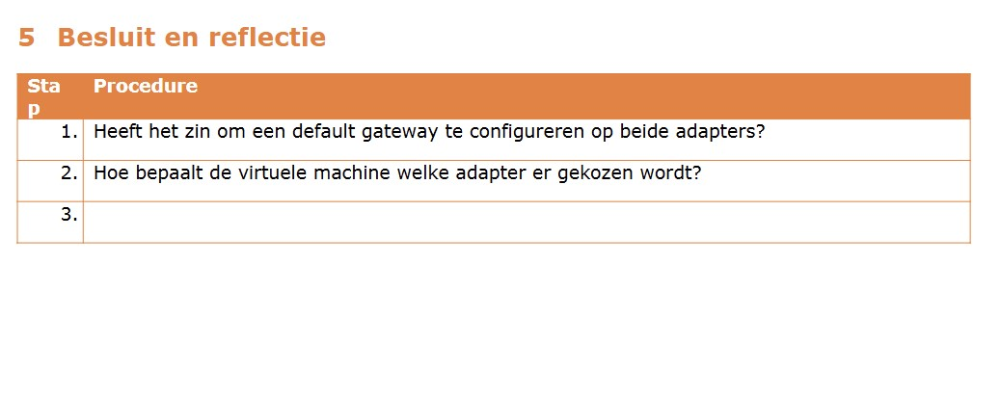 5 Besluit en reflectie
Sta
p
Procedure
1. Heeft het zin om een default gateway te configureren op beide adapters?
2. Hoe bepaalt de virtuele machine welke adapter er gekozen wordt?
3.